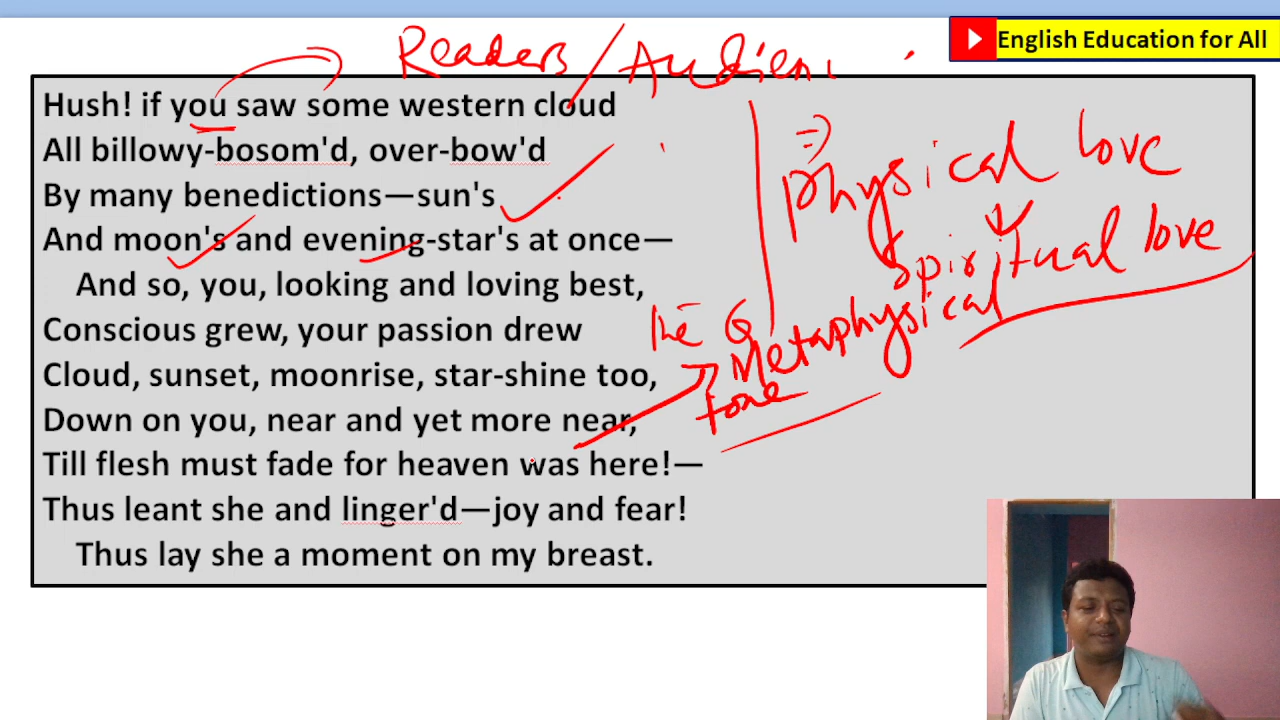 English Education for All
Readers/Audien
Hush! if you saw some western cloud
All billowy-bosom'd, over-bow'd
By many benedictions—sun's
And moon's and evening-star's at once—
And so, you, looking and loving best,
Conscious grew, your passion drew
Cloud, sunset, moonrise, star-shine too,
Down on you, near and yet more near,
Till flesh must fade for heaven was here!—
Thus leant she and linger'd—joy and fear!
Thus lay she a moment on my breast.
⇒ physical love
↓
Spiritual love
Metaphysical
tone